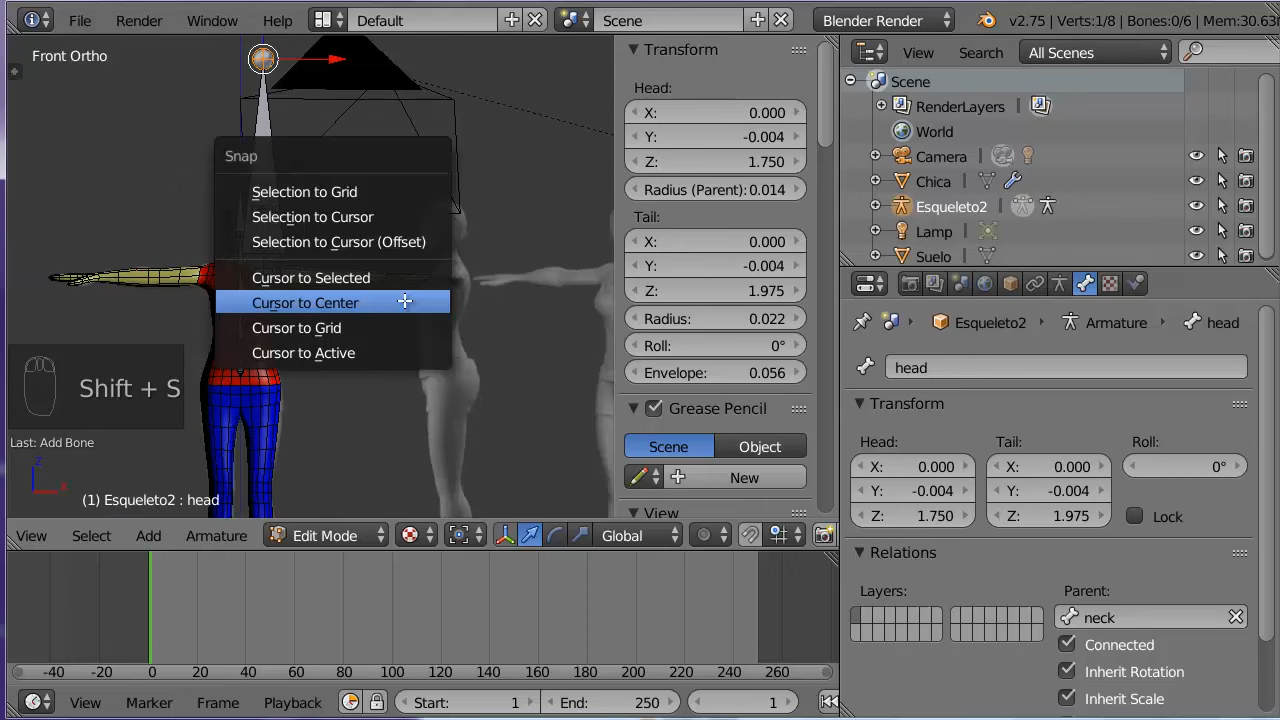 File Render Window Help Default Scene Blender Render v2.75 | Verts:1/8 | Bones:0/6 | Mem:30.63
Front Ortho
Snap
Selection to Grid
Selection to Cursor
Selection to Cursor (Offset)
Cursor to Selected
Cursor to Center
Cursor to Grid
Cursor to Active
Shift + S
Last: Add Bone
z
x
(1) Esqueleto2 : head
Transform
Head:
X: 0.000
Y: -0.004
Z: 1.750
Radius (Parent): 0.014
Tail:
X: 0.000
Y: -0.004
Z: 1.975
Radius: 0.022
Roll: 0°
Envelope: 0.056
Grease Pencil
Scene Object
New
View
View Select Add Armature Edit Mode Global
-40 -20 0 20 40 60 80 100 120 140 160 180 200 220 240 260
View Marker Frame Playback Start: 1 End: 250 1
View Search All Scenes
Scene
RenderLayers
World
Camera
Chica
Esqueleto2
Lamp
Suelo
Esqueleto2 Armature head
head
Transform
Head: Tail: Roll:
X: 0.000 X: 0.000 0°
Y: -0.004 Y: -0.004
Z: 1.750 Z: 1.975 Lock
Relations
Layers: Parent:
neck
Connected
Inherit Rotation
Inherit Scale